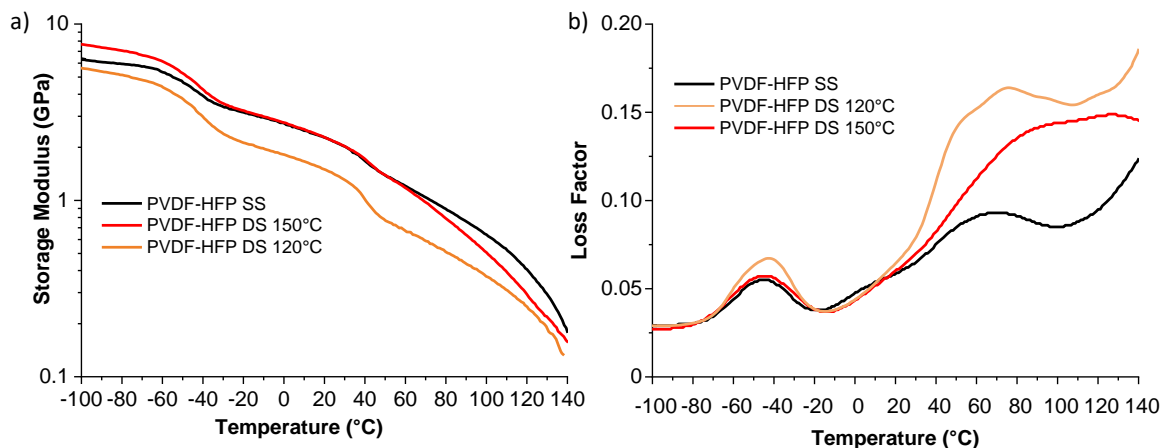 a)
Storage Modulus (GPa)
10
1
0.1
PVDF-HFP SS
PVDF-HFP DS 150°C
PVDF-HFP DS 120°C
-100 -80 -60 -40 -20 0 20 40 60 80 100 120 140
Temperature (°C)
b)
Loss Factor
0.20
0.15
0.10
0.05
0.00
PVDF-HFP SS
PVDF-HFP DS 120°C
PVDF-HFP DS 150°C
-100 -80 -60 -40 -20 0 20 40 60 80 100 120 140
Temperature (°C)